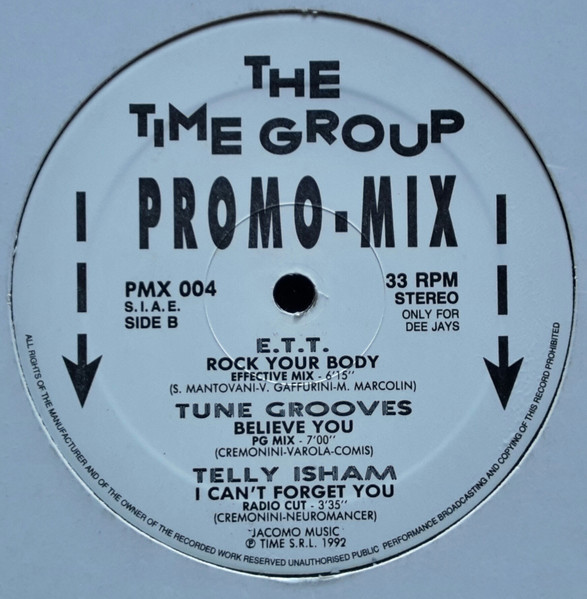 THE
TIME GROUP
PROMO-MIX
PMX 004
S.I.A.E.
SIDE B
33 RPM
STEREO
ONLY FOR
DEE JAYS
E.T.T.
ROCK YOUR BODY
EFFECTIVE MIX - 6'15"
(S. MANTOVANI-V. GAFFURINI-M. MARCOLIN)
TUNE GROOVES
BELIEVE YOU
PG MIX - 7'00"
(CREMONINI-VAROLA-COMIS)
TELLY ISHAM
I CAN'T FORGET YOU
RADIO CUT - 3'35"
(CREMONINI-NEUROMANCER)
JACOMO MUSIC
℗ TIME S.R.L. 1992
ALL RIGHTS OF THE MANUFACTURER AND OF THE OWNER OF THE RECORDED WORK RESERVED UNAUTHORISED PUBLIC PERFORMANCE BROADCASTING AND COPYING OF THIS RECORD PROHIBITED